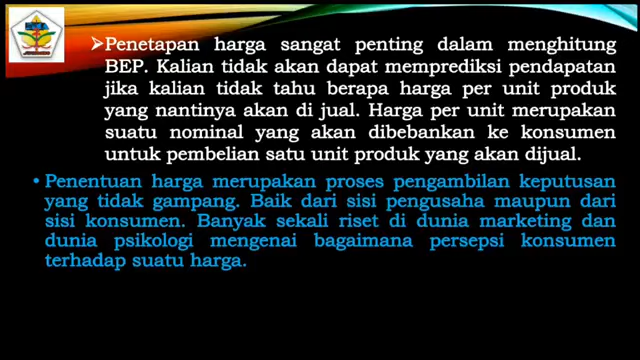 ➢Penetapan harga sangat penting dalam menghitung
BEP. Kalian tidak akan dapat memprediksi pendapatan
jika kalian tidak tahu berapa harga per unit produk
yang nantinya akan di jual. Harga per unit merupakan
suatu nominal yang akan dibebankan ke konsumen
untuk pembelian satu unit produk yang akan dijual.
• Penentuan harga merupakan proses pengambilan keputusan
yang tidak gampang. Baik dari sisi pengusaha maupun dari
sisi konsumen. Banyak sekali riset di dunia marketing dan
dunia psikologi mengenai bagaimana persepsi konsumen
terhadap suatu harga.